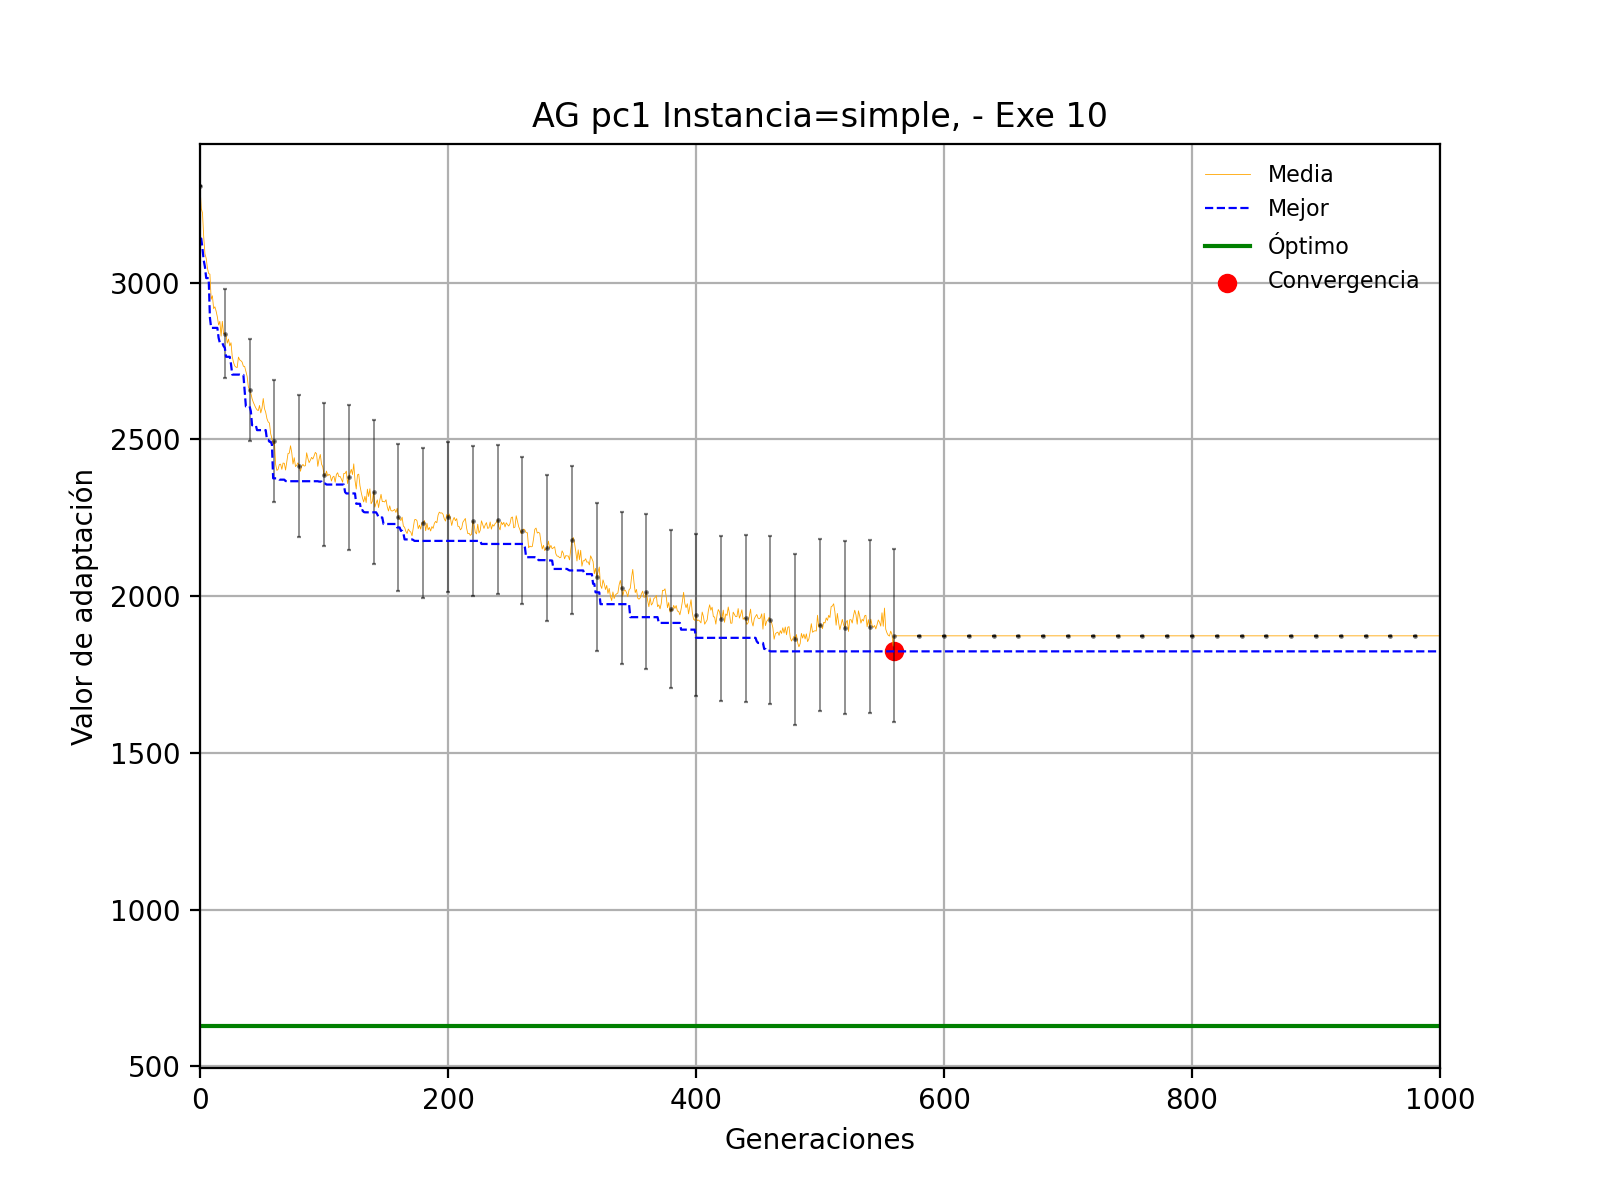 AG pc1 Instancia=simple, - Exe 10
Media
Mejor
Óptimo
Convergencia
Valor de adaptación
3000
2500
2000
1500
1000
500
0 200 400 600 800 1000
Generaciones